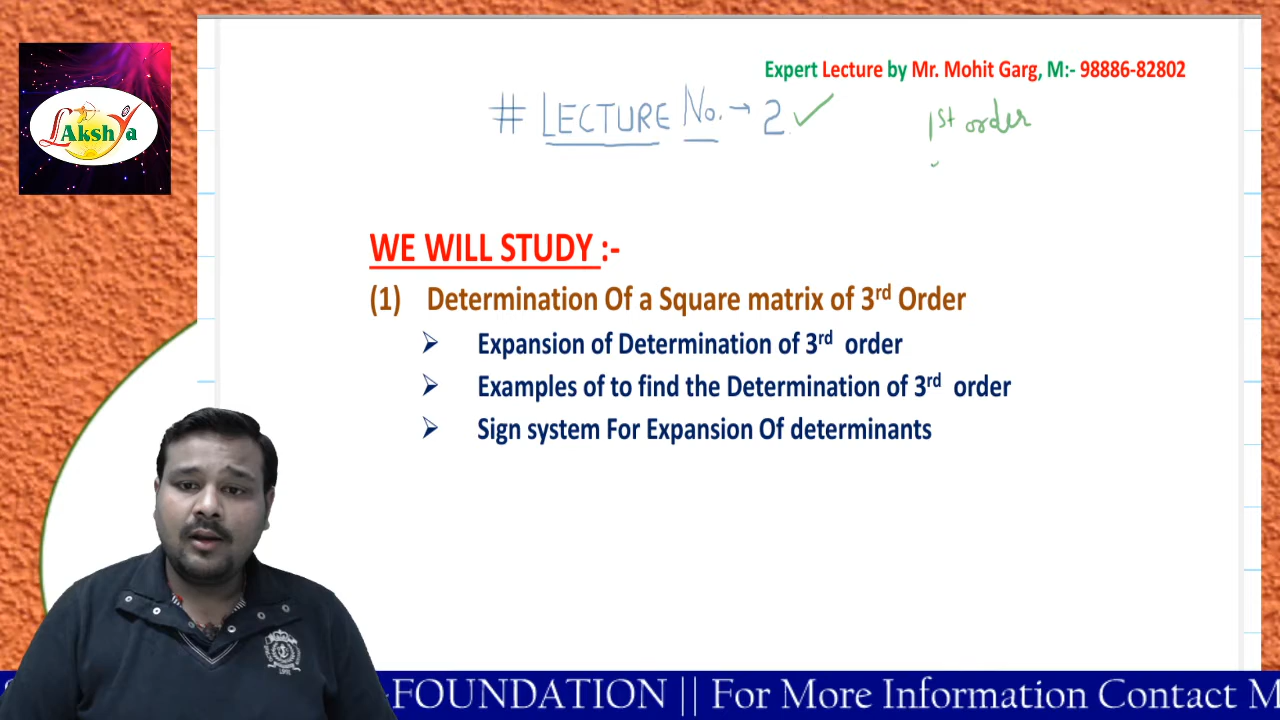 LAkshya
Expert Lecture by Mr. Mohit Garg, M:- 98886-82802
# LECTURE No. → 2
1st order
WE WILL STUDY :-
(1) Determination Of a Square matrix of 3rd Order
➢ Expansion of Determination of 3rd order
➢ Examples of to find the Determination of 3rd order
➢ Sign system For Expansion Of determinants
-FOUNDATION || For More Information Contact M